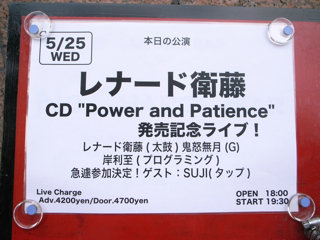 5/25
WED
本日の公演
レナード衛藤
CD "Power and Patience"
発売記念ライブ！
レナード衛藤(太鼓)鬼怒無月(G)
岸利至(プログラミング)
急連参加決定！ゲスト：SUJI(タップ)
Live Charge
Adv.4200yen/Door.4700yen
OPEN 18:00
START 19:30